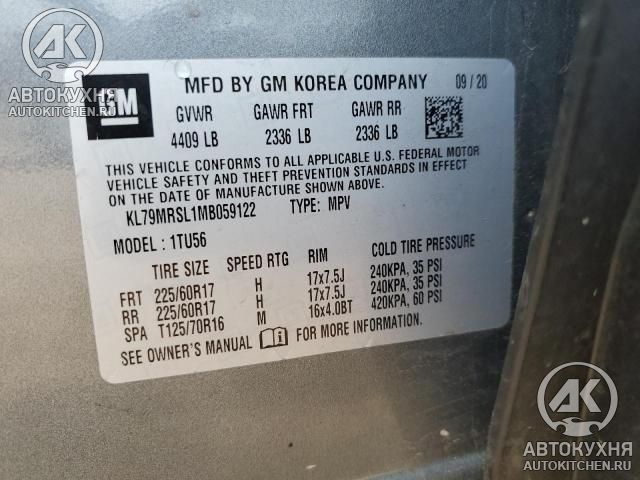 АВТОКУХНЯ
AVTOKITCHEN.RU
GM
MFD BY GM KOREA COMPANY 09/20
GVWR GAWR FRT GAWR RR
4409 LB 2336 LB 2336 LB
THIS VEHICLE CONFORMS TO ALL APPLICABLE U.S. FEDERAL MOTOR
VEHICLE SAFETY AND THEFT PREVENTION STANDARDS IN EFFECT
ON THE DATE OF MANUFACTURE SHOWN ABOVE.
KL79MRSL1MB059122 TYPE: MPV
MODEL : 1TU56
TIRE SIZE SPEED RTG RIM COLD TIRE PRESSURE
FRT 225/60R17 H 17x7.5J 240KPA, 35 PSI
RR 225/60R17 H 17x7.5J 240KPA, 35 PSI
SPA T125/70R16 M 16x4.0BT 420KPA, 60 PSI
SEE OWNER'S MANUAL FOR MORE INFORMATION.
АК
АВТОКУХНЯ
AVTOKITCHEN.RU